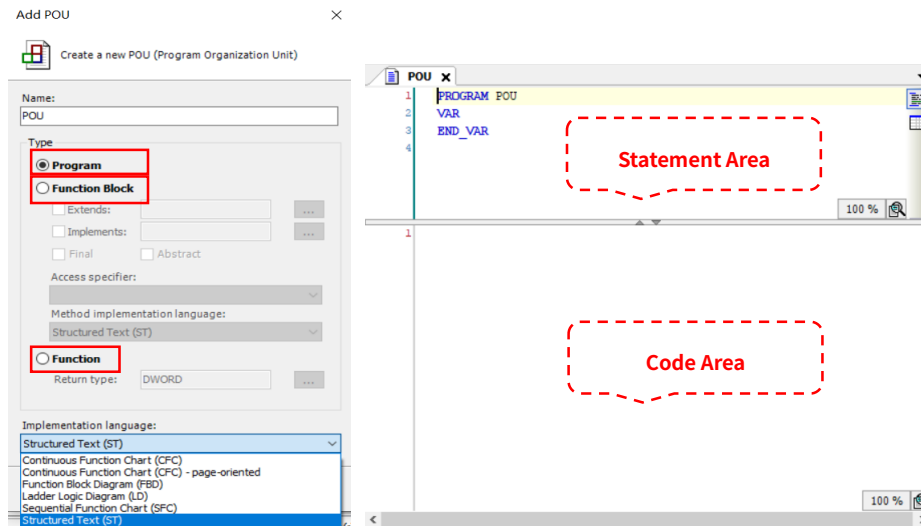 Add POU
Create a new POU (Program Organization Unit)
Name:
POU
Type
Program
Function Block
Extends:
...
Implements:
...
Final Abstract
Access specifier:
Method implementation language:
Structured Text (ST)
Function
Return type: DWORD ...
Implementation language:
Structured Text (ST)
Continuous Function Chart (CFC)
Continuous Function Chart (CFC) - page-oriented
Function Block Diagram (FBD)
Ladder Logic Diagram (LD)
Sequential Function Chart (SFC)
Structured Text (ST)
POU
1 PROGRAM POU
2 VAR
3 END_VAR
4
Statement Area
100 %
1
Code Area
100 %